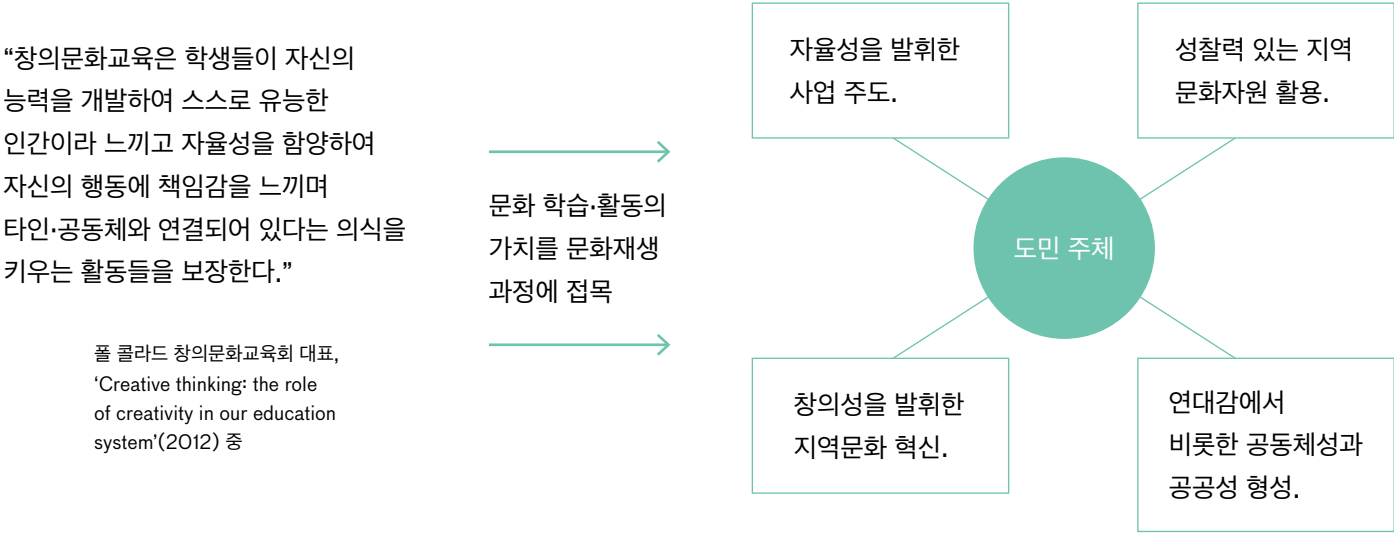 “창의문화교육은 학생들이 자신의
능력을 개발하여 스스로 유능한
인간이라 느끼고 자율성을 함양하여
자신의 행동에 책임감을 느끼며
타인·공동체와 연결되어 있다는 의식을
키우는 활동들을 보장한다.”
폴 콜라드 창의문화교육회 대표,
‘Creative thinking: the role
of creativity in our education
system’(2012) 중
문화 학습·활동의
가치를 문화재생
과정에 접목
자율성을 발휘한
사업 주도.
성찰력 있는 지역
문화자원 활용.
도민 주체
창의성을 발휘한
지역문화 혁신.
연대감에서
비롯한 공동체성과
공공성 형성.